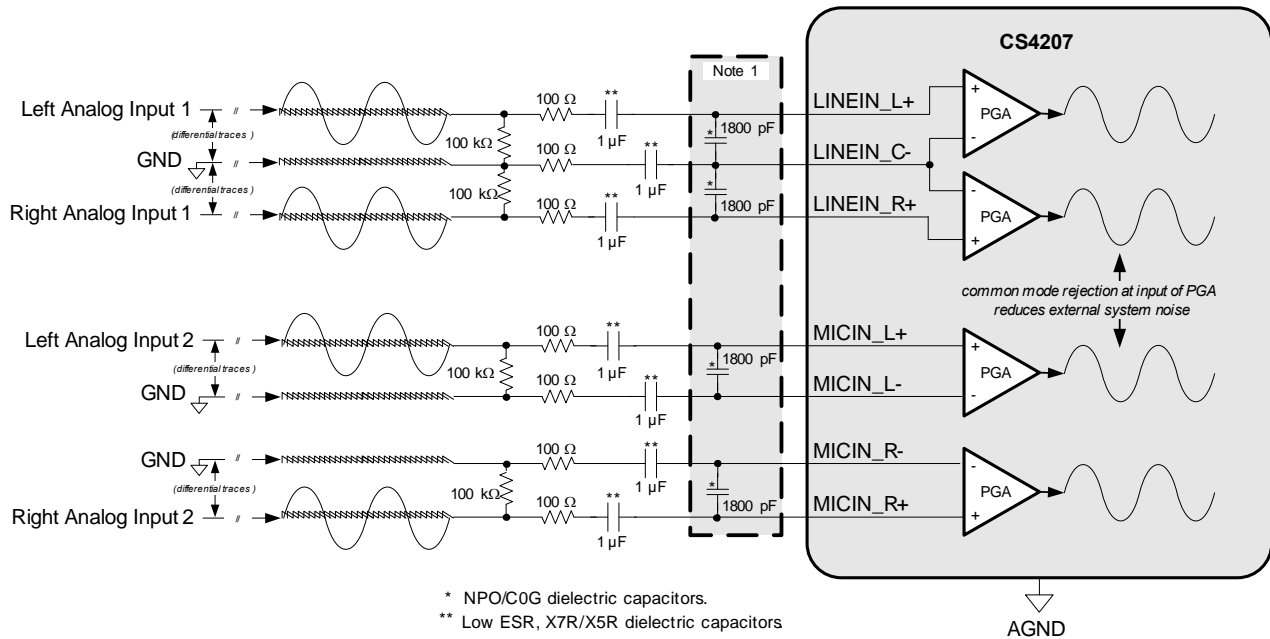 CS4207
Note 1
Left Analog Input 1
(differential traces)
GND
(differential traces)
Right Analog Input 1
100 kΩ
100 kΩ
100 Ω
**
1 µF
100 Ω
**
1 µF
100 Ω
**
1 µF
*
1800 pF
*
1800 pF
LINEIN_L+
LINEIN_C-
LINEIN_R+
+
PGA
-
-
PGA
+
common mode rejection at input of PGA
reduces external system noise
Left Analog Input 2
(differential traces)
GND
100 kΩ
100 Ω
**
1 µF
100 Ω
**
1 µF
1800 pF
*
MICIN_L+
MICIN_L-
+
PGA
-
GND
(differential traces)
Right Analog Input 2
100 kΩ
100 Ω
**
1 µF
100 Ω
**
1 µF
*
1800 pF
MICIN_R-
MICIN_R+
-
PGA
+
* NPO/C0G dielectric capacitors.
** Low ESR, X7R/X5R dielectric capacitors.
AGND